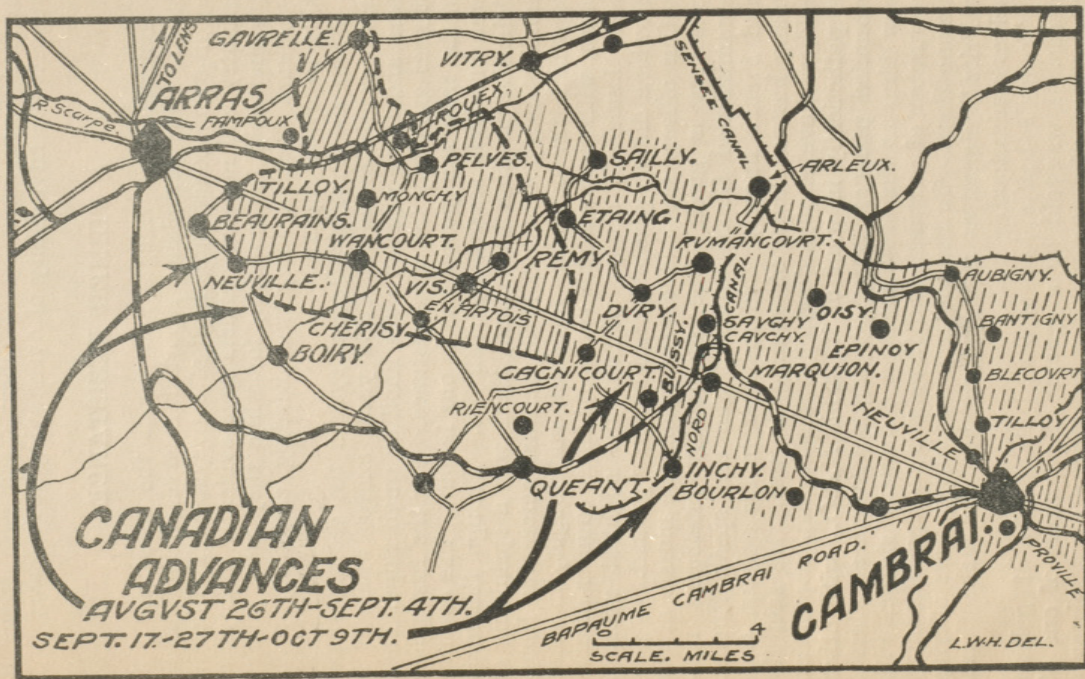 GAVRELLE.
TO LENS
VITRY.
SENSEE CANAL
R. Scarpe.
ARRAS
FAMPOUX
ROUEX
PELVES.
SAILLY.
ARLEUX.
TILLOY.
MONCHY
BEAURAINS.
ETAING
WANCOURT.
RVMANCOVRT.
REMY
NEUVILLE.
VIS.
EN ARTOIS
DVRY.
CANAL
OISY.
AUBIGNY.
CHERISY.
SAVCHY
CAVCHY.
BANTIGNY
BOIRY.
EPINOY
CAGNICOURT.
BVISSY.
MARQUION.
BLECOVRT
RIENCOURT.
NORD
NEUVILLE
TILLOY
QUEANT.
INCHY.
BOURLON
CANADIAN
ADVANCES
AVGVST 26TH-SEPT. 4TH.
SEPT. 17.-27TH-OCT 9TH.
BAPAUME CAMBRAI ROAD.
CAMBRAI.
PROVILLE
0 4
SCALE. MILES
L.W.H. DEL.